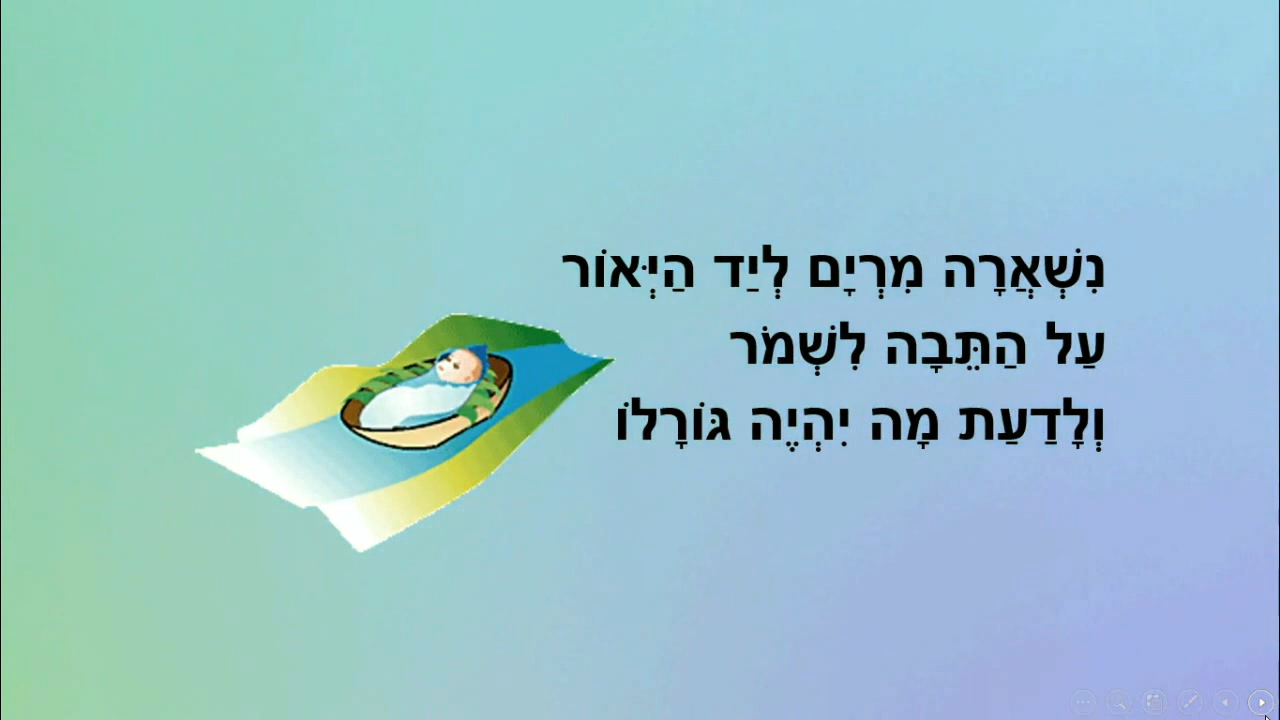 נִשְׁאֲרָה מִרְיָם לְיַד הַיְּאוֹר
עַל הַתֵּבָה לִשְׁמֹר
וְלָדַעַת מָה יִהְיֶה גּוֹרָלוֹ